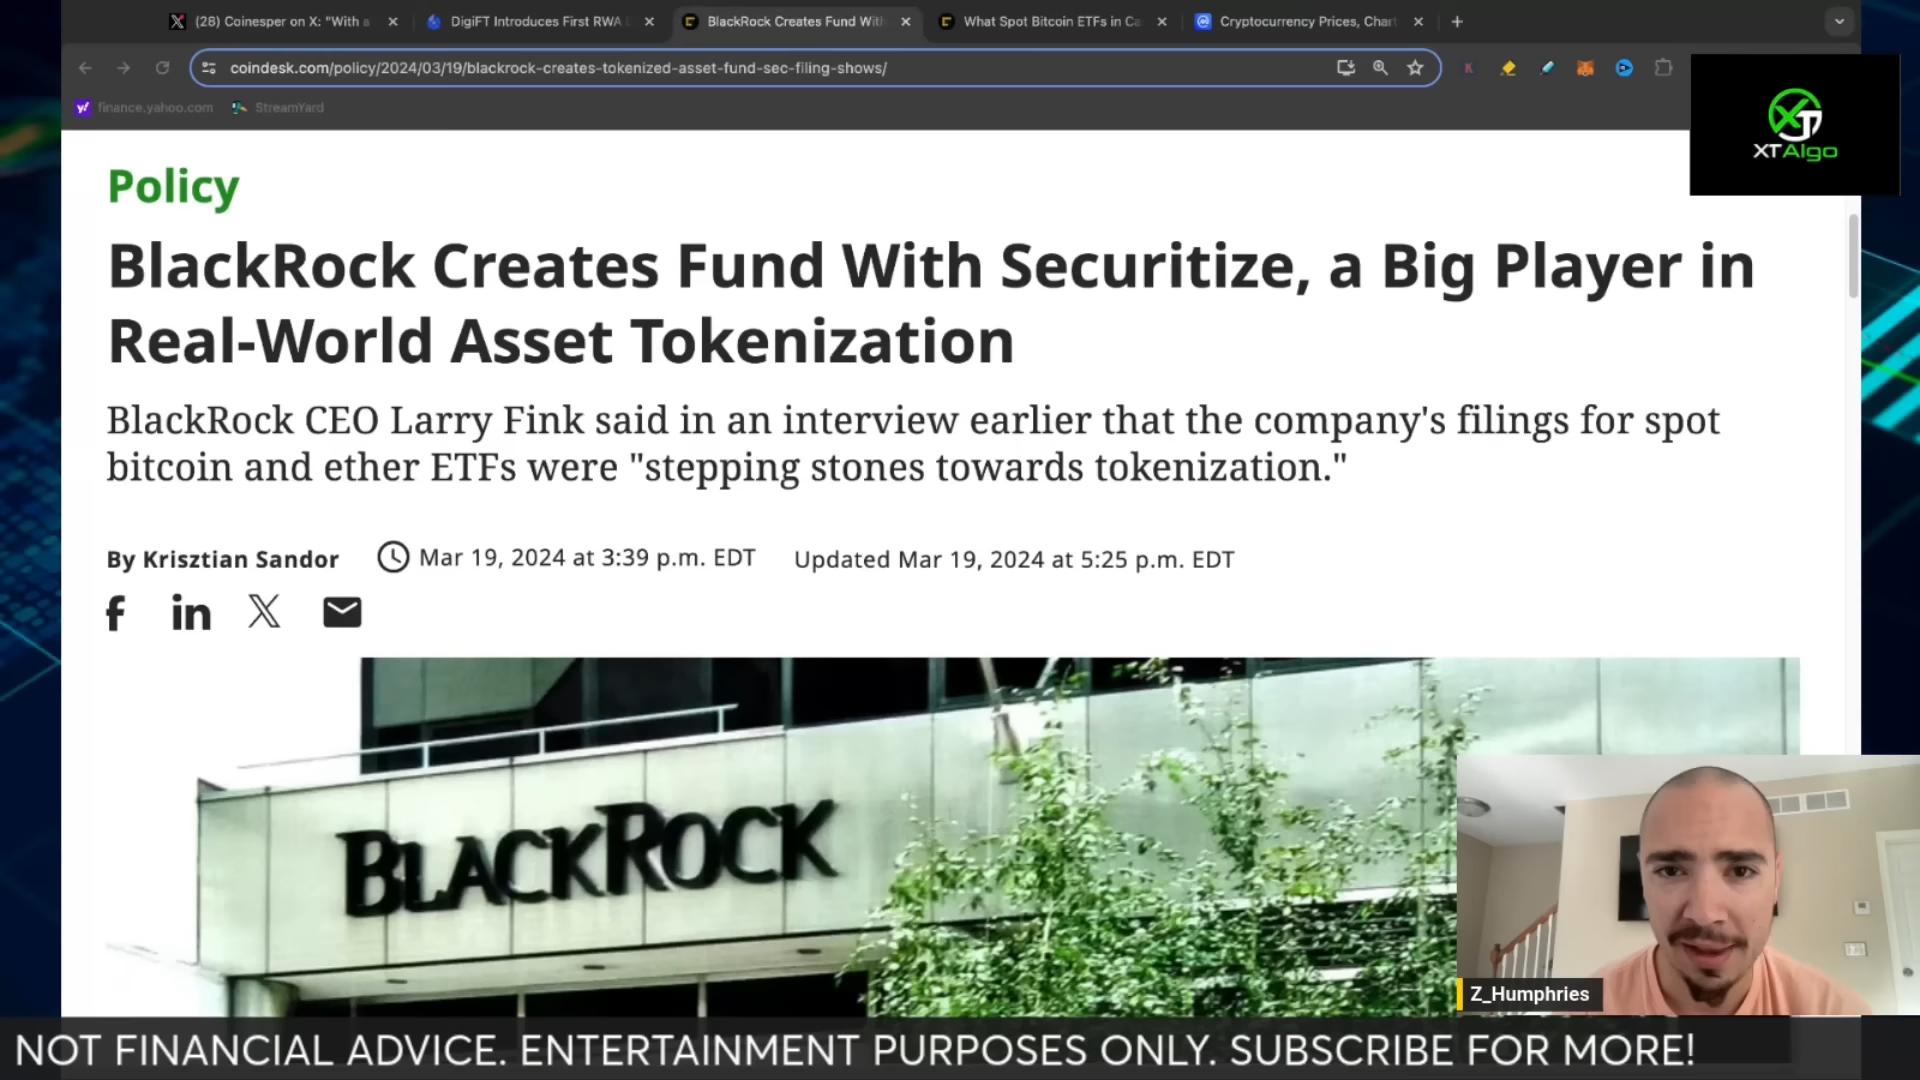 (28) Coinesper on X: "With a
DigiFT Introduces First RWA
BlackRock Creates Fund With
What Spot Bitcoin ETFs in Ca
Cryptocurrency Prices, Chart
coindesk.com/policy/2024/03/19/blackrock-creates-tokenized-asset-fund-sec-filing-shows/
finance.yahoo.com
StreamYard
XTAlgo
Policy
BlackRock Creates Fund With Securitize, a Big Player in
Real-World Asset Tokenization
BlackRock CEO Larry Fink said in an interview earlier that the company's filings for spot
bitcoin and ether ETFs were "stepping stones towards tokenization."
By Krisztian Sandor
Mar 19, 2024 at 3:39 p.m. EDT
Updated Mar 19, 2024 at 5:25 p.m. EDT
BLACKROCK
Z_Humphries
NOT FINANCIAL ADVICE. ENTERTAINMENT PURPOSES ONLY. SUBSCRIBE FOR MORE!